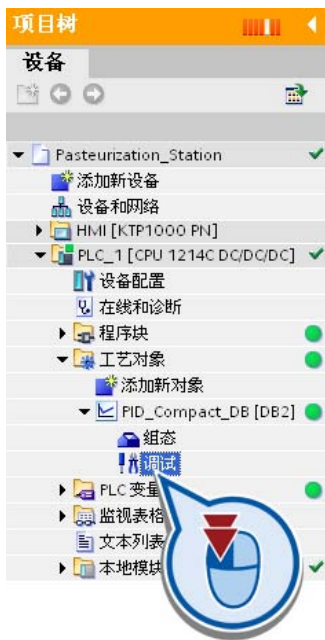 项目树
设备
Pasteurization_Station
添加新设备
设备和网络
HMI [KTP1000 PN]
PLC_1 [CPU 1214C DC/DC/DC]
设备配置
在线和诊断
程序块
工艺对象
添加新对象
PID_Compact_DB [DB2]
组态
调试
PLC 变量
监视表格
文本列表
本地模块